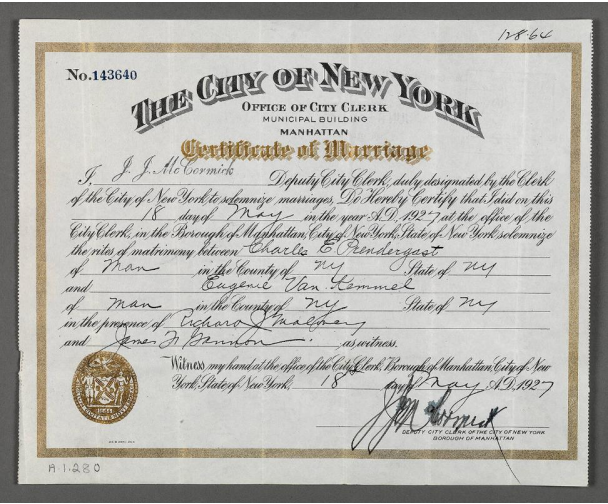 128.64
No.143640
THE CITY OF NEW YORK
OFFICE OF CITY CLERK
MUNICIPAL BUILDING
MANHATTAN
Certificate of Marriage
I, J. J. McCormick Deputy City Clerk, duly designated by the Clerk
of the City of New York to solemnize marriages, Do Hereby Certify that I did on this
18 day of May in the year A.D. 1927 at the office of the
City Clerk, in the Borough of Manhattan, City of New York, State of New York, solemnize
the rites of matrimony between Charles E Prendergast
of Man in the County of NY State of NY
and Eugenie Van Kemmel
of Man in the County of NY State of NY
in the presence of Richard J Maloney
and James F. as witness.
Witness my hand at the office of the City Clerk, Borough of Manhattan, City of New
York, State of New York, 18 day of May A.D. 1927
J J McCormick
DEPUTY CITY CLERK OF THE CITY OF NEW YORK
BOROUGH OF MANHATTAN
A.1.280